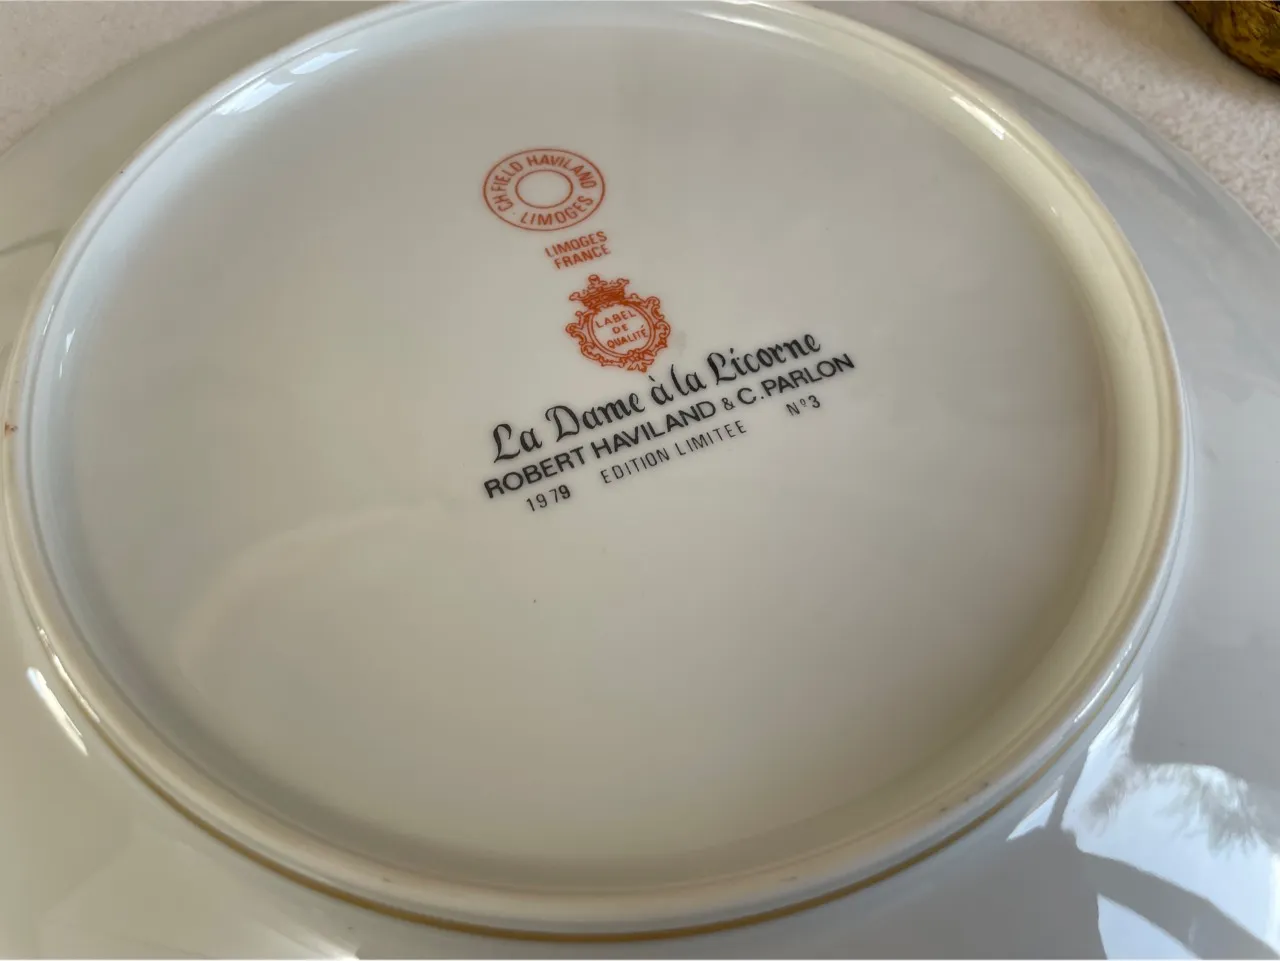 CH FIELD HAVILAND
· LIMOGES ·
LIMOGES
FRANCE
LABEL
DE
QUALITÉ
La Dame à la Licorne
ROBERT HAVILAND & C. PARLON
1979 EDITION LIMITEE Nº3